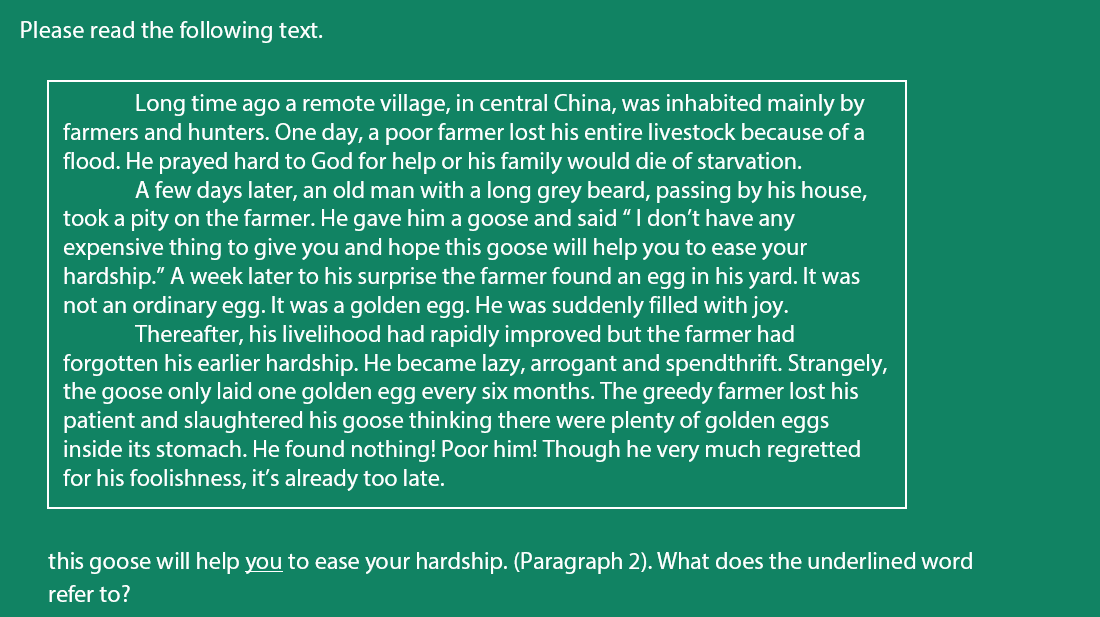 Please read the following text.
Long time ago a remote village, in central China, was inhabited mainly by
farmers and hunters. One day, a poor farmer lost his entire livestock because of a
flood. He prayed hard to God for help or his family would die of starvation.
A few days later, an old man with a long grey beard, passing by his house,
took a pity on the farmer. He gave him a goose and said “ I don’t have any
expensive thing to give you and hope this goose will help you to ease your
hardship.” A week later to his surprise the farmer found an egg in his yard. It was
not an ordinary egg. It was a golden egg. He was suddenly filled with joy.
Thereafter, his livelihood had rapidly improved but the farmer had
forgotten his earlier hardship. He became lazy, arrogant and spendthrift. Strangely,
the goose only laid one golden egg every six months. The greedy farmer lost his
patient and slaughtered his goose thinking there were plenty of golden eggs
inside its stomach. He found nothing! Poor him! Though he very much regretted
for his foolishness, it’s already too late.
this goose will help you to ease your hardship. (Paragraph 2). What does the underlined word
refer to?